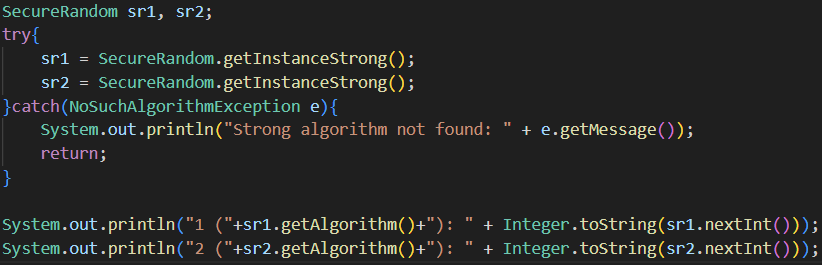 SecureRandom sr1, sr2;
try{
    sr1 = SecureRandom.getInstanceStrong();
    sr2 = SecureRandom.getInstanceStrong();
}catch(NoSuchAlgorithmException e){
    System.out.println("Strong algorithm not found: " + e.getMessage());
    return;
}

System.out.println("1 ("+sr1.getAlgorithm()+"): " + Integer.toString(sr1.nextInt()));
System.out.println("2 ("+sr2.getAlgorithm()+"): " + Integer.toString(sr2.nextInt()));